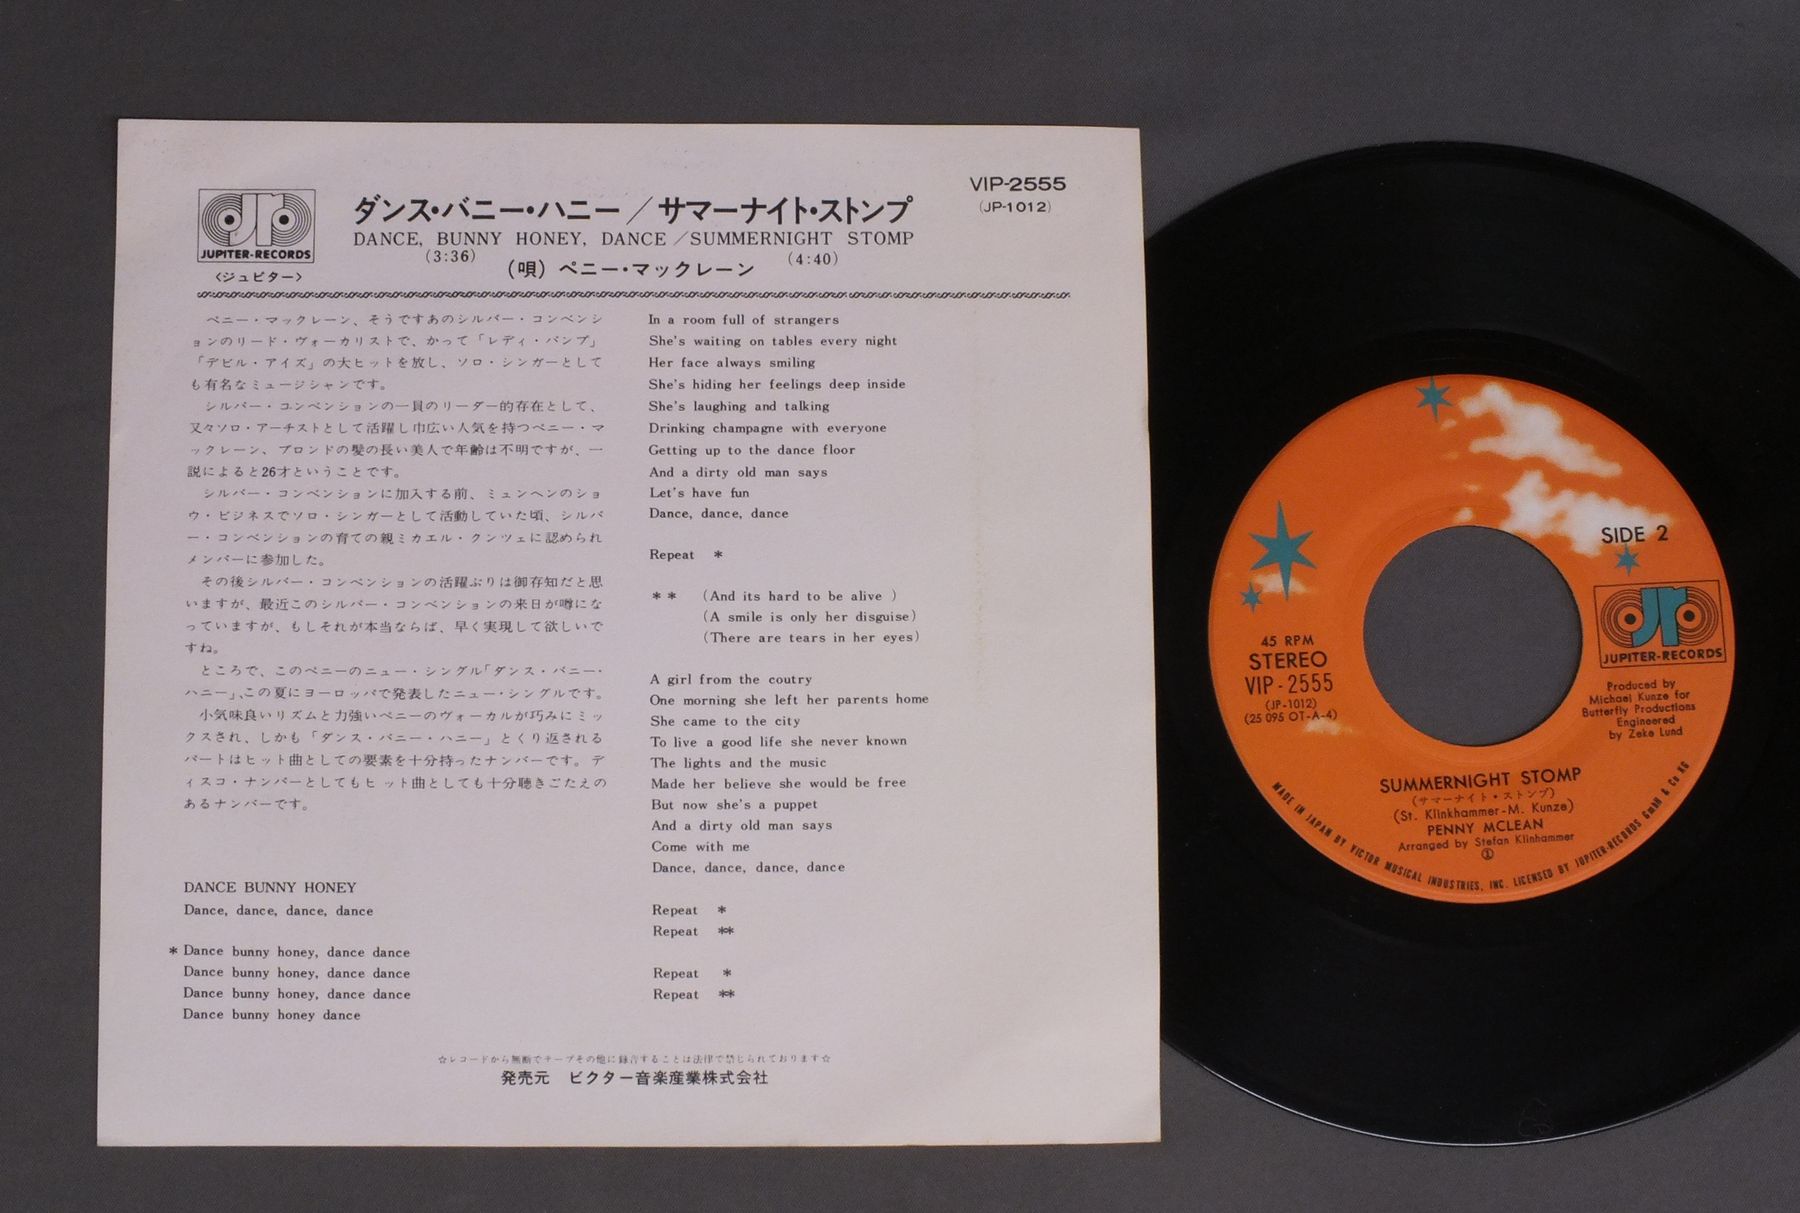 JUPITER-RECORDS
〈ジュピター〉
ダンス・バニー・ハニー／サマーナイト・ストンプ
DANCE, BUNNY HONEY, DANCE／SUMMERNIGHT STOMP
(3:36) (4:40)
(唄) ペニー・マックレーン
VIP-2555
(JP-1012)
ペニー・マックレーン、そうですあのシルバー・コンベンシ
ョンのリード・ヴォーカリストで、かって「レディ・バンプ」
「デビル・アイズ」の大ヒットを放し、ソロ・シンガーとして
も有名なミュージシャンです。
シルバー・コンベンションの一員のリーダー的存在として、
又々ソロ・アーチストとして活躍し巾広い人気を持つペニー・マ
ックレーン、ブロンドの髪の長い美人で年齢は不明ですが、一
説によると26才ということです。
シルバー・コンベンションに加入する前、ミュンヘンのショ
ウ・ビジネスでソロ・シンガーとして活動していた頃、シルバ
ー・コンベンションの育ての親ミカエル・クンツェに認められ
メンバーに参加した。
その後シルバー・コンベンションの活躍ぶりは御存知だと思
いますが、最近このシルバー・コンベンションの来日が噂にな
っていますが、もしそれが本当ならば、早く実現して欲しいで
すね。
ところで、このペニーのニュー・シングル「ダンス・バニー・
ハニー」、この夏にヨーロッパで発表したニュー・シングルです。
小気味良いリズムと力強いペニーのヴォーカルが巧みにミッ
クスされ、しかも「ダンス・バニー・ハニー」とくり返される
パートはヒット曲としての要素を十分持ったナンバーです。デ
ィスコ・ナンバーとしてもヒット曲としても十分聴きごたえの
あるナンバーです。
DANCE BUNNY HONEY
Dance, dance, dance, dance
* Dance bunny honey, dance dance
Dance bunny honey, dance dance
Dance bunny honey, dance dance
Dance bunny honey dance
In a room full of strangers
She's waiting on tables every night
Her face always smiling
She's hiding her feelings deep inside
She's laughing and talking
Drinking champagne with everyone
Getting up to the dance floor
And a dirty old man says
Let's have fun
Dance, dance, dance
Repeat *
** (And its hard to be alive )
(A smile is only her disguise)
(There are tears in her eyes)
A girl from the coutry
One morning she left her parents home
She came to the city
To live a good life she never known
The lights and the music
Made her believe she would be free
But now she's a puppet
And a dirty old man says
Come with me
Dance, dance, dance, dance
Repeat *
Repeat **
Repeat *
Repeat **
☆レコードから無断でテープその他に録音することは法律で禁じられております☆
発売元 ビクター音楽産業株式会社
SIDE 2
JUPITER-RECORDS
45 RPM
STEREO
VIP-2555
(JP-1012)
(25 095 OT-A-4)
Produced by
Michael Kunze for
Butterfly Productions
Engineered
by Zeke Lund
SUMMERNIGHT STOMP
(サマーナイト・ストンプ)
(St. Klinkhammer-M. Kunze)
PENNY MCLEAN
Arranged by Stefan Klinhammer
①
MADE IN JAPAN BY VICTOR MUSICAL INDUSTRIES, INC. LICENSED BY JUPITER-RECORDS GmbH & Co KG